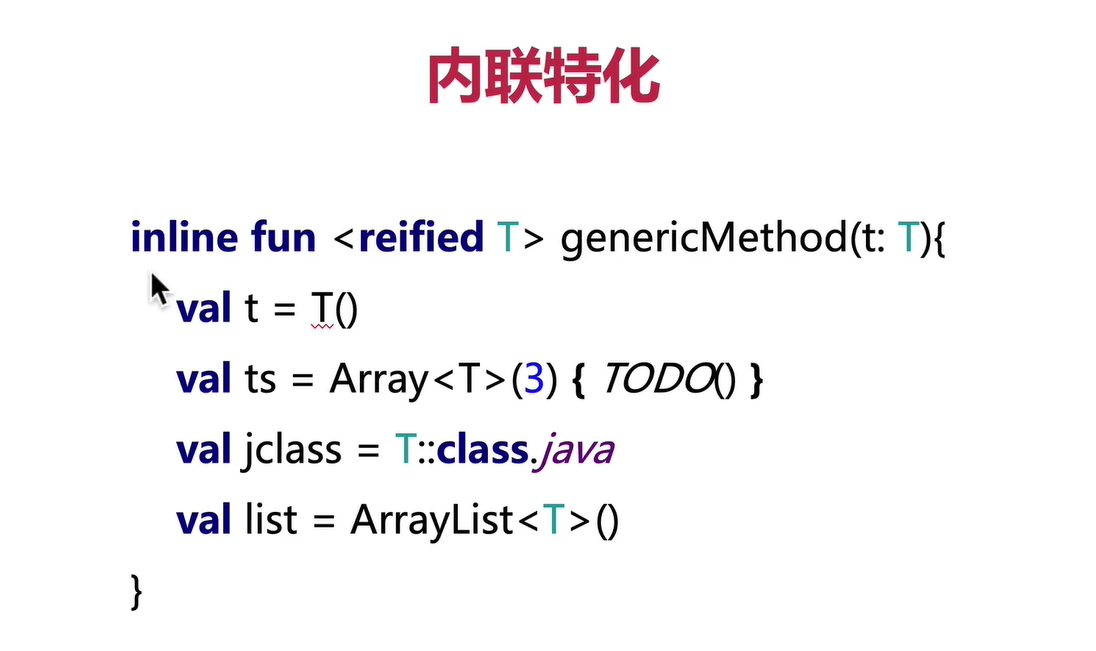 内联特化
inline fun <reified T> genericMethod(t: T){
val t = T()
val ts = Array<T>(3) { TODO() }
val jclass = T::class.java
val list = ArrayList<T>()
}